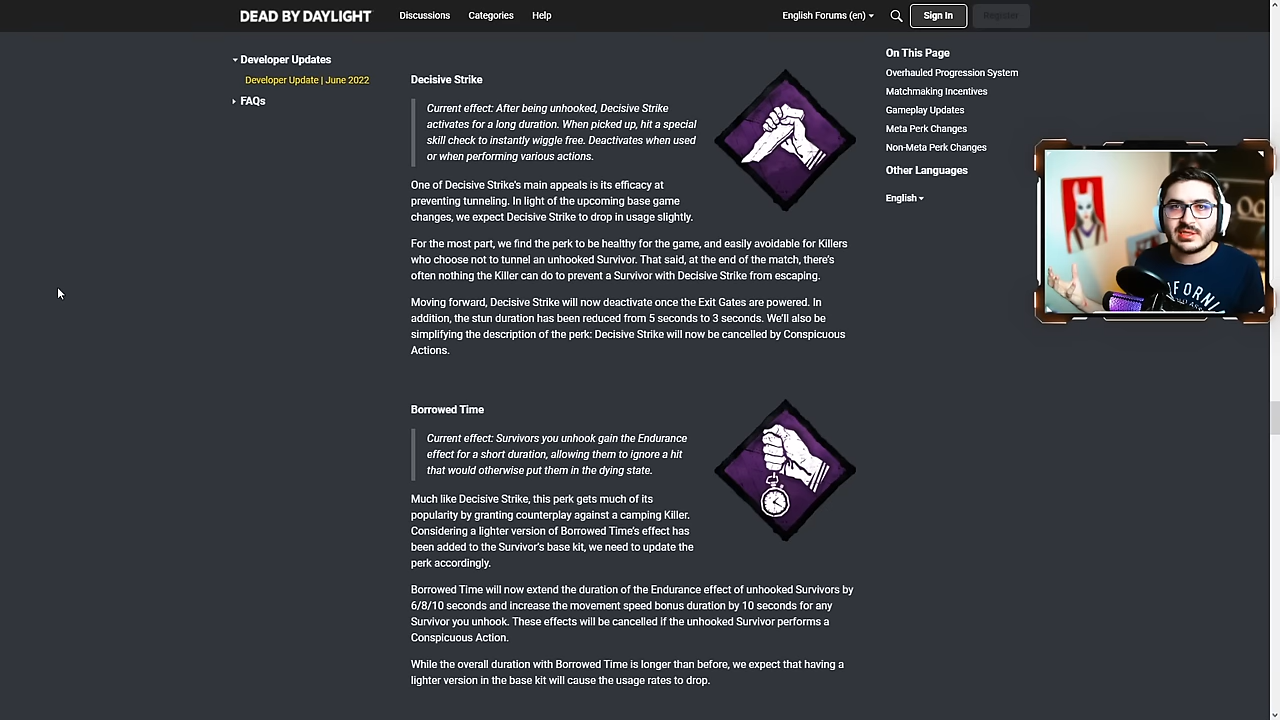 DEAD BY DAYLIGHT
Discussions
Categories
Help
English Forums (en)
Sign In
Register
Developer Updates
Developer Update | June 2022
FAQs
Decisive Strike
Current effect: After being unhooked, Decisive Strike
activates for a long duration. When picked up, hit a special
skill check to instantly wiggle free. Deactivates when used
or when performing various actions.
One of Decisive Strike's main appeals is its efficacy at
preventing tunneling. In light of the upcoming base game
changes, we expect Decisive Strike to drop in usage slightly.
For the most part, we find the perk to be healthy for the game, and easily avoidable for Killers
who choose not to tunnel an unhooked Survivor. That said, at the end of the match, there's
often nothing the Killer can do to prevent a Survivor with Decisive Strike from escaping.
Moving forward, Decisive Strike will now deactivate once the Exit Gates are powered. In
addition, the stun duration has been reduced from 5 seconds to 3 seconds. We'll also be
simplifying the description of the perk: Decisive Strike will now be cancelled by Conspicuous
Actions.
Borrowed Time
Current effect: Survivors you unhook gain the Endurance
effect for a short duration, allowing them to ignore a hit
that would otherwise put them in the dying state.
Much like Decisive Strike, this perk gets much of its
popularity by granting counterplay against a camping Killer.
Considering a lighter version of Borrowed Time's effect has
been added to the Survivor's base kit, we need to update the
perk accordingly.
Borrowed Time will now extend the duration of the Endurance effect of unhooked Survivors by
6/8/10 seconds and increase the movement speed bonus duration by 10 seconds for any
Survivor you unhook. These effects will be cancelled if the unhooked Survivor performs a
Conspicuous Action.
While the overall duration with Borrowed Time is longer than before, we expect that having a
lighter version in the base kit will cause the usage rates to drop.
On This Page
Overhauled Progression System
Matchmaking Incentives
Gameplay Updates
Meta Perk Changes
Non-Meta Perk Changes
Other Languages
English